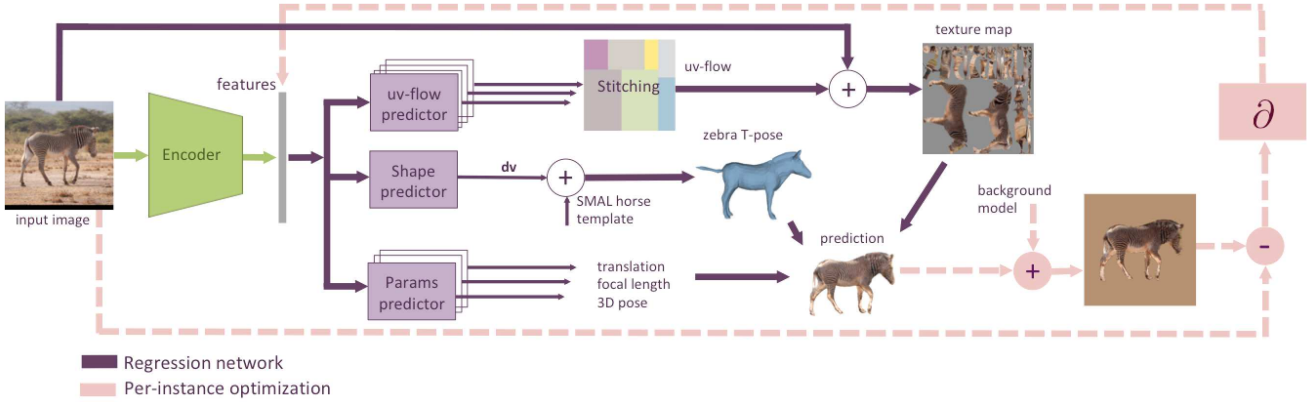 input image
Encoder
features
uv-flow
predictor
Stitching
uv-flow
+
texture map
Shape
predictor
dv
+
SMAL horse
template
zebra T-pose
Params
predictor
translation
focal length
3D pose
prediction
background
model
+
-
∂
Regression network
Per-instance optimization